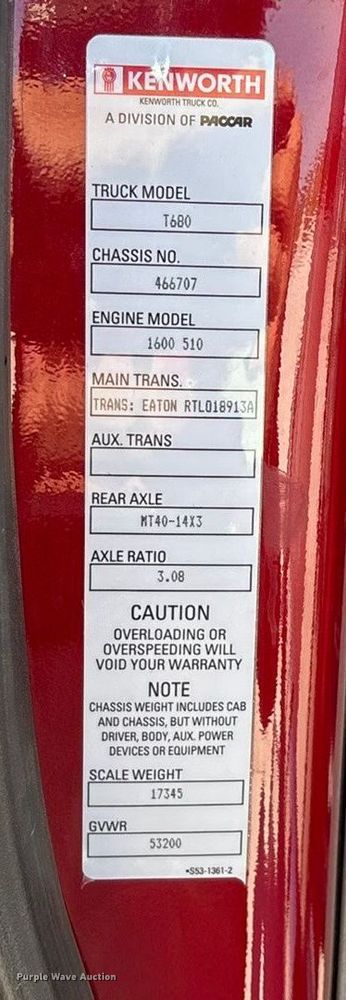 KENWORTH
KENWORTH TRUCK CO.
A DIVISION OF PACCAR
TRUCK MODEL
T680
CHASSIS NO.
466707
ENGINE MODEL
1600 510
MAIN TRANS.
TRANS: EATON RTLO18913A
AUX. TRANS
REAR AXLE
MT40-14X3
AXLE RATIO
3.08
CAUTION
OVERLOADING OR
OVERSPEEDING WILL
VOID YOUR WARRANTY
NOTE
CHASSIS WEIGHT INCLUDES CAB
AND CHASSIS, BUT WITHOUT
DRIVER, BODY, AUX. POWER
DEVICES OR EQUIPMENT
SCALE WEIGHT
17345
GVWR
53200
•S53-1361-2
Purple Wave Auction